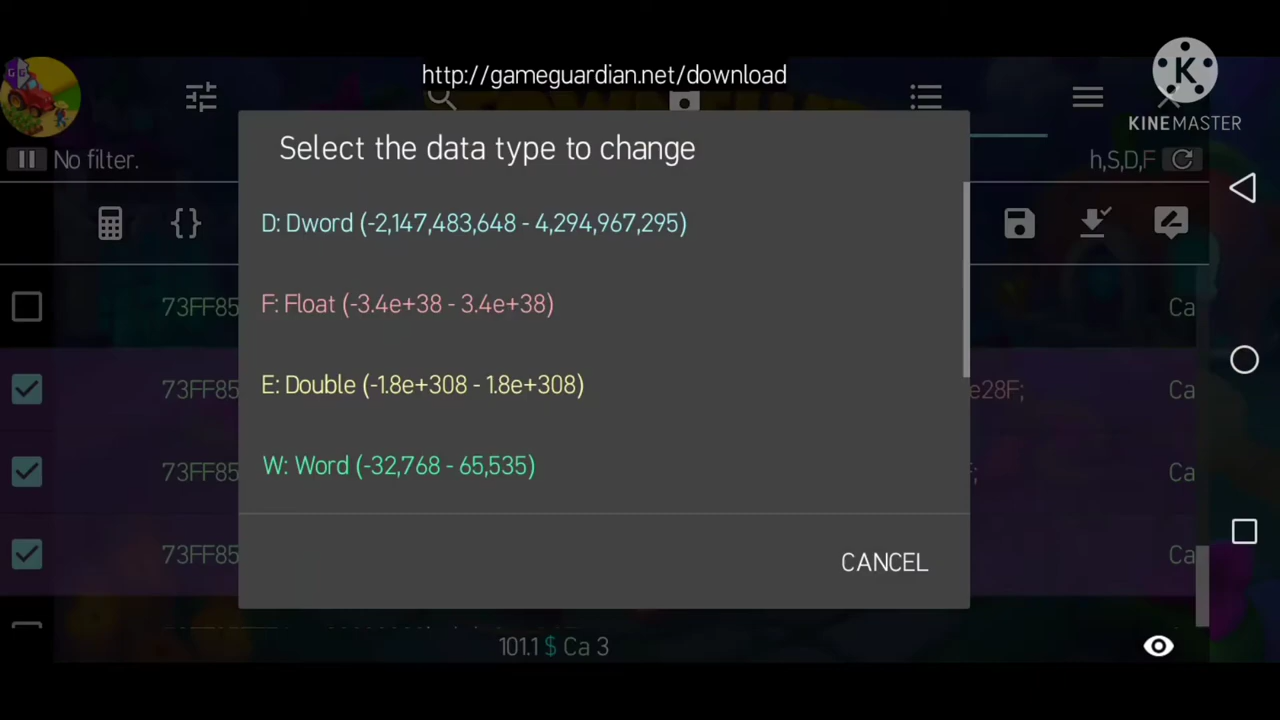 http://gameguardian.net/download
KINEMASTER
No filter.
h,S,D,F
Select the data type to change
D: Dword (-2,147,483,648 - 4,294,967,295)
F: Float (-3.4e+38 - 3.4e+38)
E: Double (-1.8e+308 - 1.8e+308)
W: Word (-32,768 - 65,535)
CANCEL
73FF85
Ca
73FF85
e28F;
Ca
73FF85
Ca
73FF85
Ca
101.1 $ Ca 3